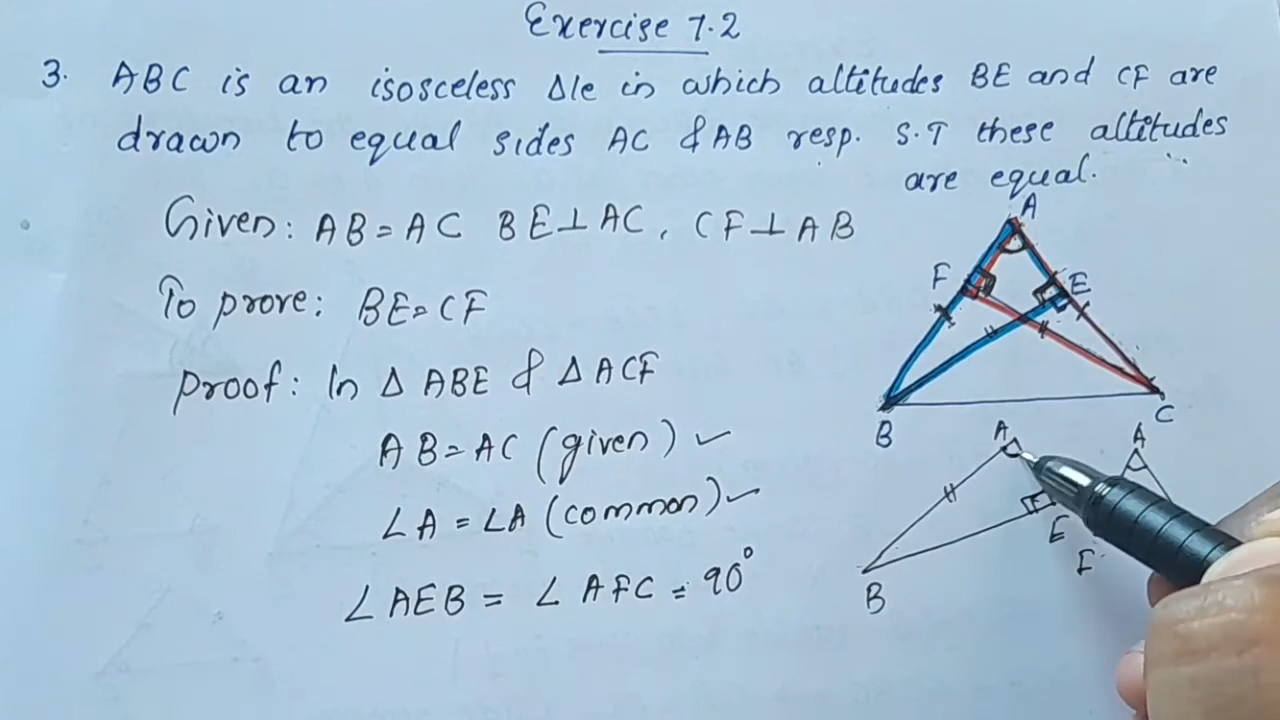 Exercise 7.2
3. ABC is an isosceless Δle in which altitudes BE and CF are
drawn to equal sides AC & AB resp. S.T these altitudes
are equal.
Given: AB = AC BE ⊥ AC, CF ⊥ AB
To prove: BE = CF
Proof: In Δ ABE & Δ ACF
AB = AC (given) ✓
∠A = ∠A (common) ✓
∠AEB = ∠AFC = 90°
A
F
E
B
C
A
A
E
F
B